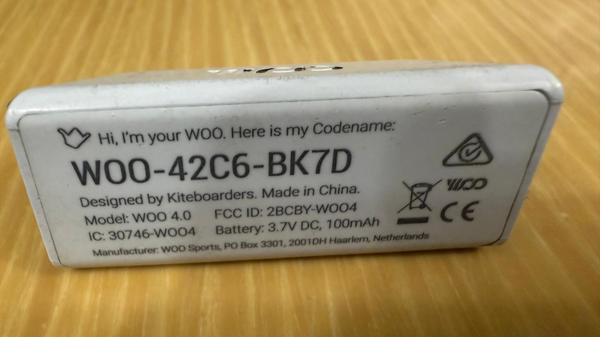 Hi, I'm your WOO. Here is my Codename:
WOO-42C6-BK7D
Designed by Kiteboarders. Made in China.
Model: WOO 4.0 FCC ID: 2BCBY-WOO4
IC: 30746-WOO4 Battery: 3.7V DC, 100mAh
Manufacturer: WOO Sports, PO Box 3301, 2001DH Haarlem, Netherlands
WOO
CE